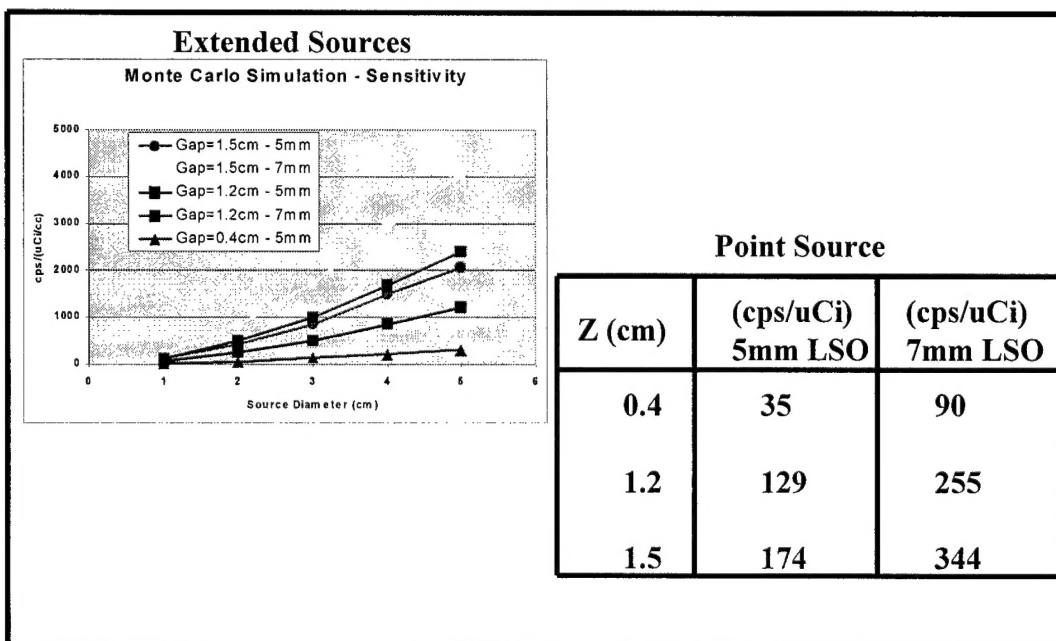 Extended Sources
Monte Carlo Simulation - Sensitivity
5000
4000
3000
2000
1000
0
cps/(uCi/cc)
Gap=1.5cm - 5mm
Gap=1.5cm - 7mm
Gap=1.2cm - 5mm
Gap=1.2cm - 7mm
Gap=0.4cm - 5mm
0 1 2 3 4 5 6
Source Diameter (cm)
Point Source
Z (cm) (cps/uCi) (cps/uCi)
5mm LSO 7mm LSO
0.4 35 90
1.2 129 255
1.5 174 344